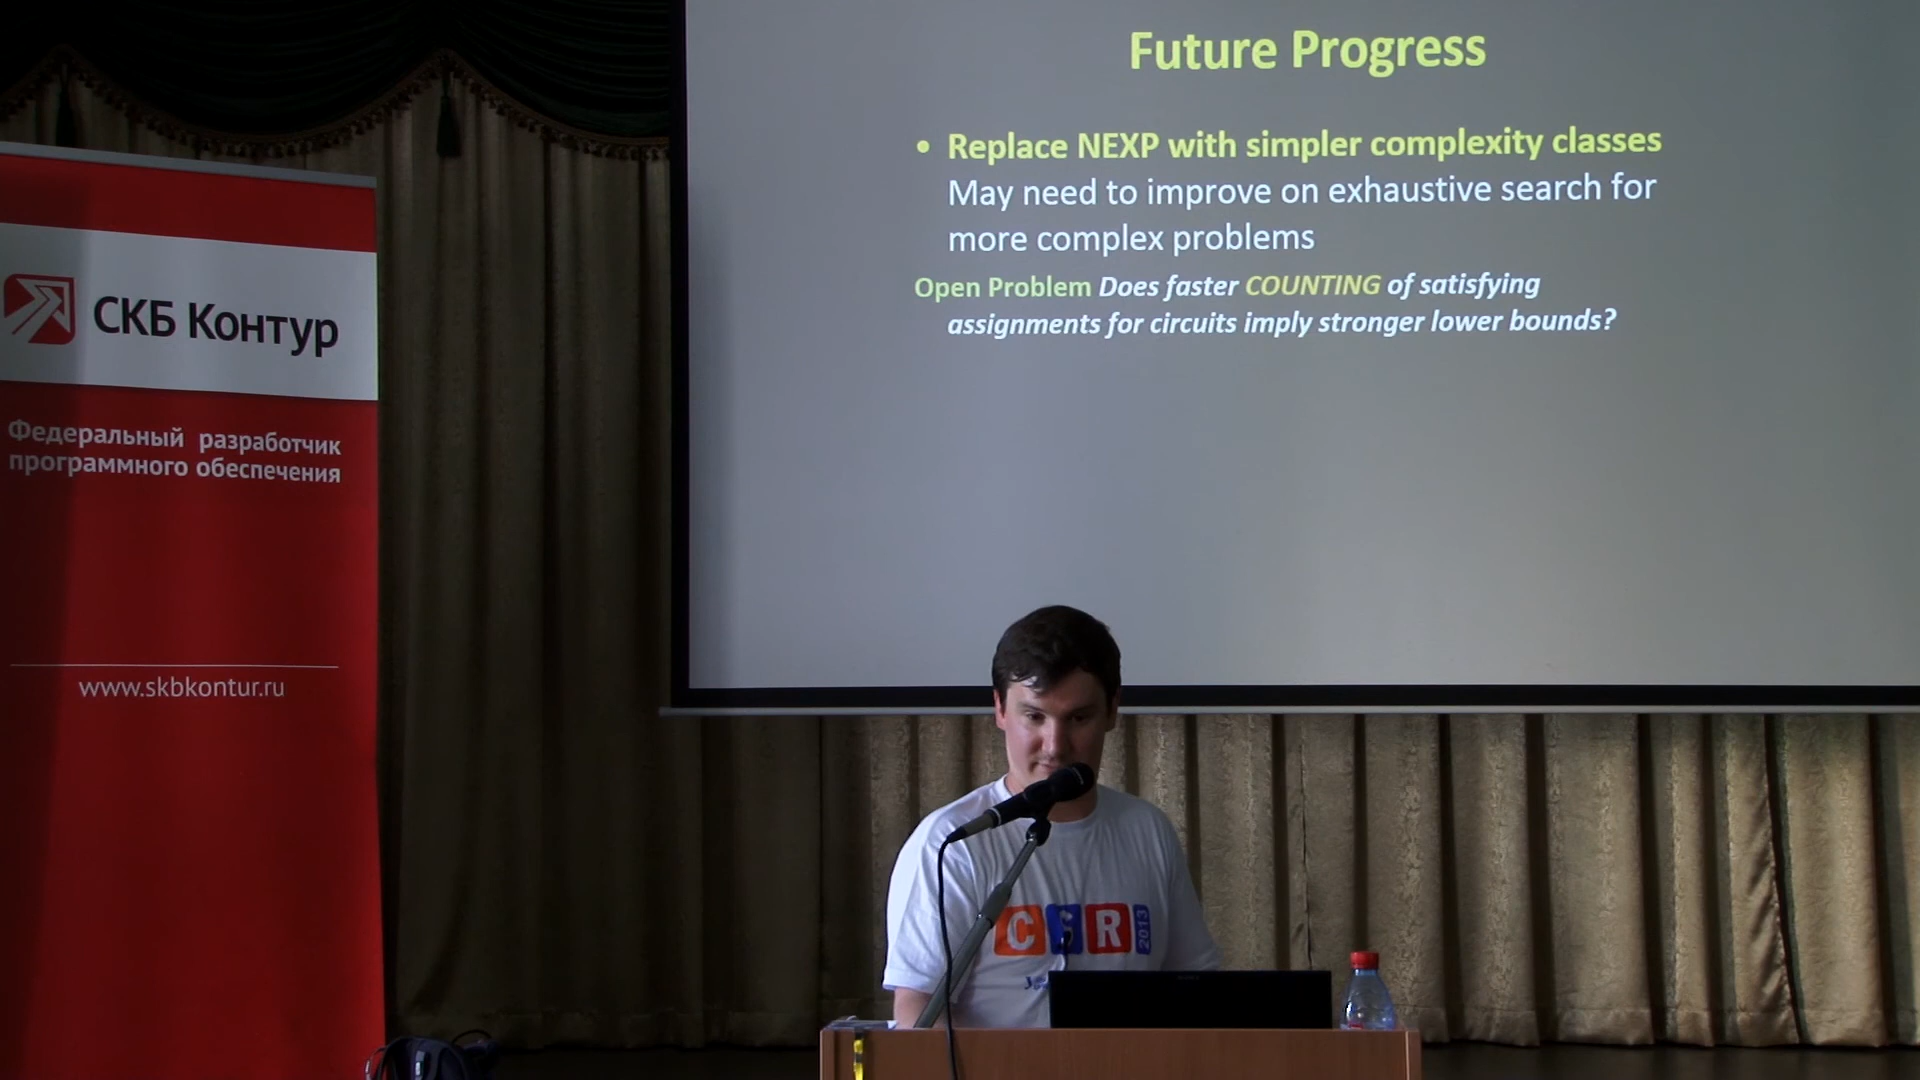 Future Progress
• Replace NEXP with simpler complexity classes
May need to improve on exhaustive search for
more complex problems
Open Problem Does faster COUNTING of satisfying
assignments for circuits imply stronger lower bounds?
СКБ Контур
Федеральный разработчик
программного обеспечения
www.skbkontur.ru
C R 2013